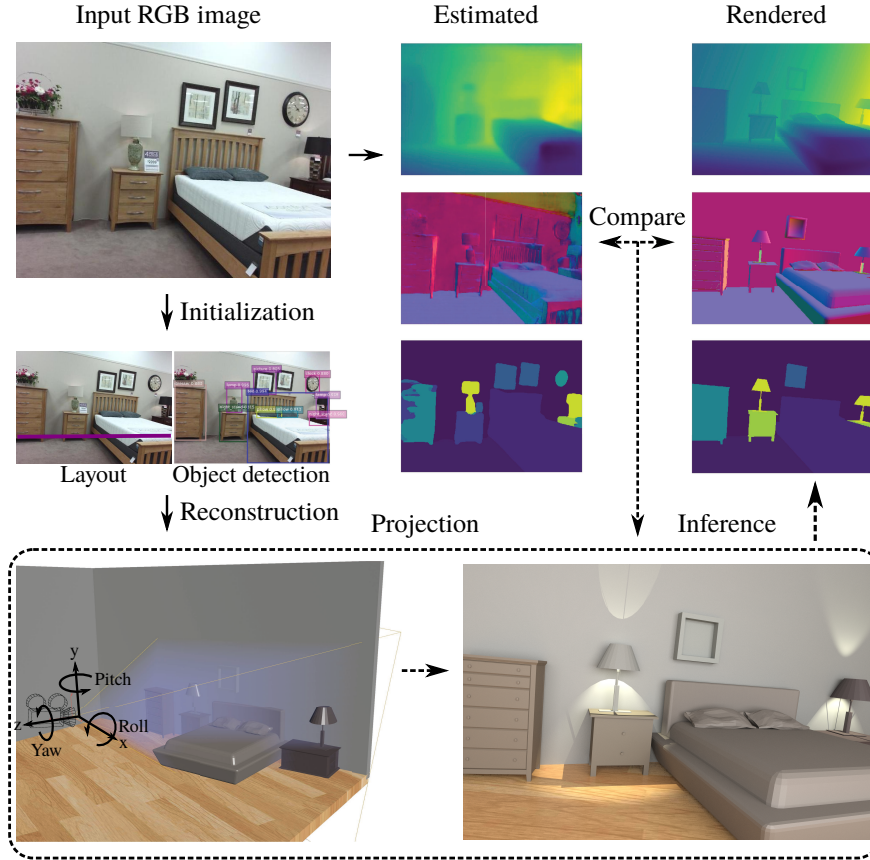 Input RGB image
Estimated
Rendered
Compare
Initialization
Layout
Object detection
Reconstruction
Projection
Inference
y
Pitch
z
Roll
Yaw
x